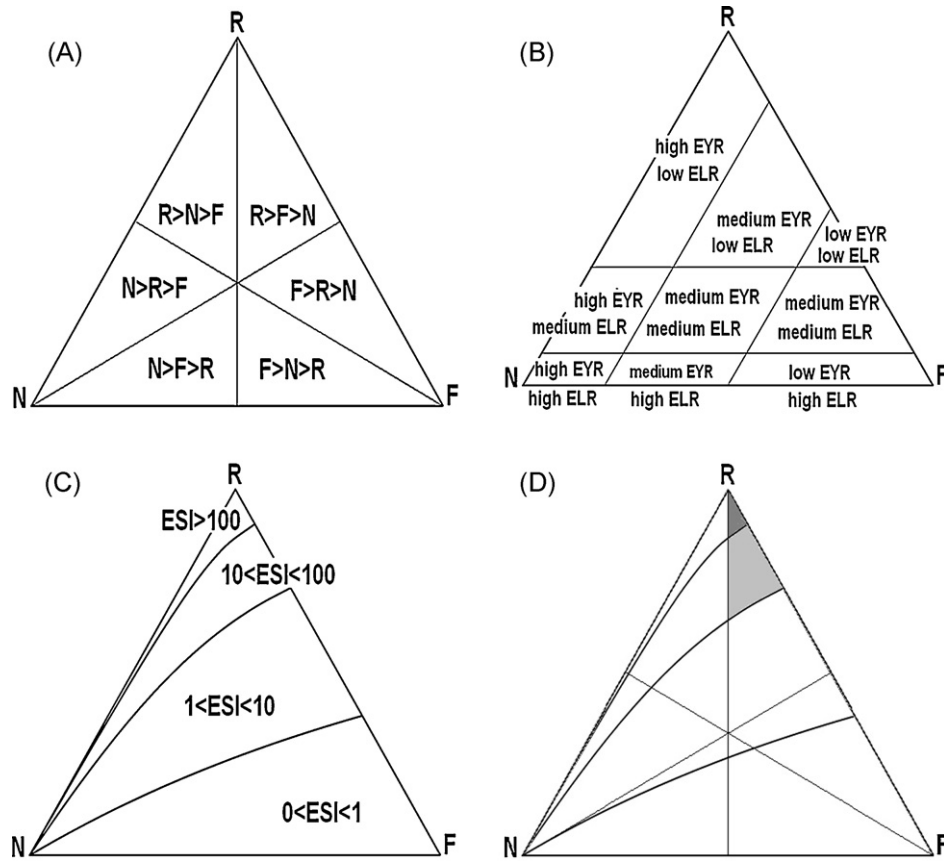 (A)
R
R>N>F
R>F>N
N>R>F
F>R>N
N>F>R
F>N>R
N
F
(B)
R
high EYR
low ELR
medium EYR
low ELR
low EYR
low ELR
high EYR
medium ELR
medium EYR
medium ELR
medium EYR
medium ELR
high EYR
high ELR
medium EYR
high ELR
low EYR
high ELR
N
F
(C)
R
ESI>100
10<ESI<100
1<ESI<10
0<ESI<1
N
F
(D)
R
N
F